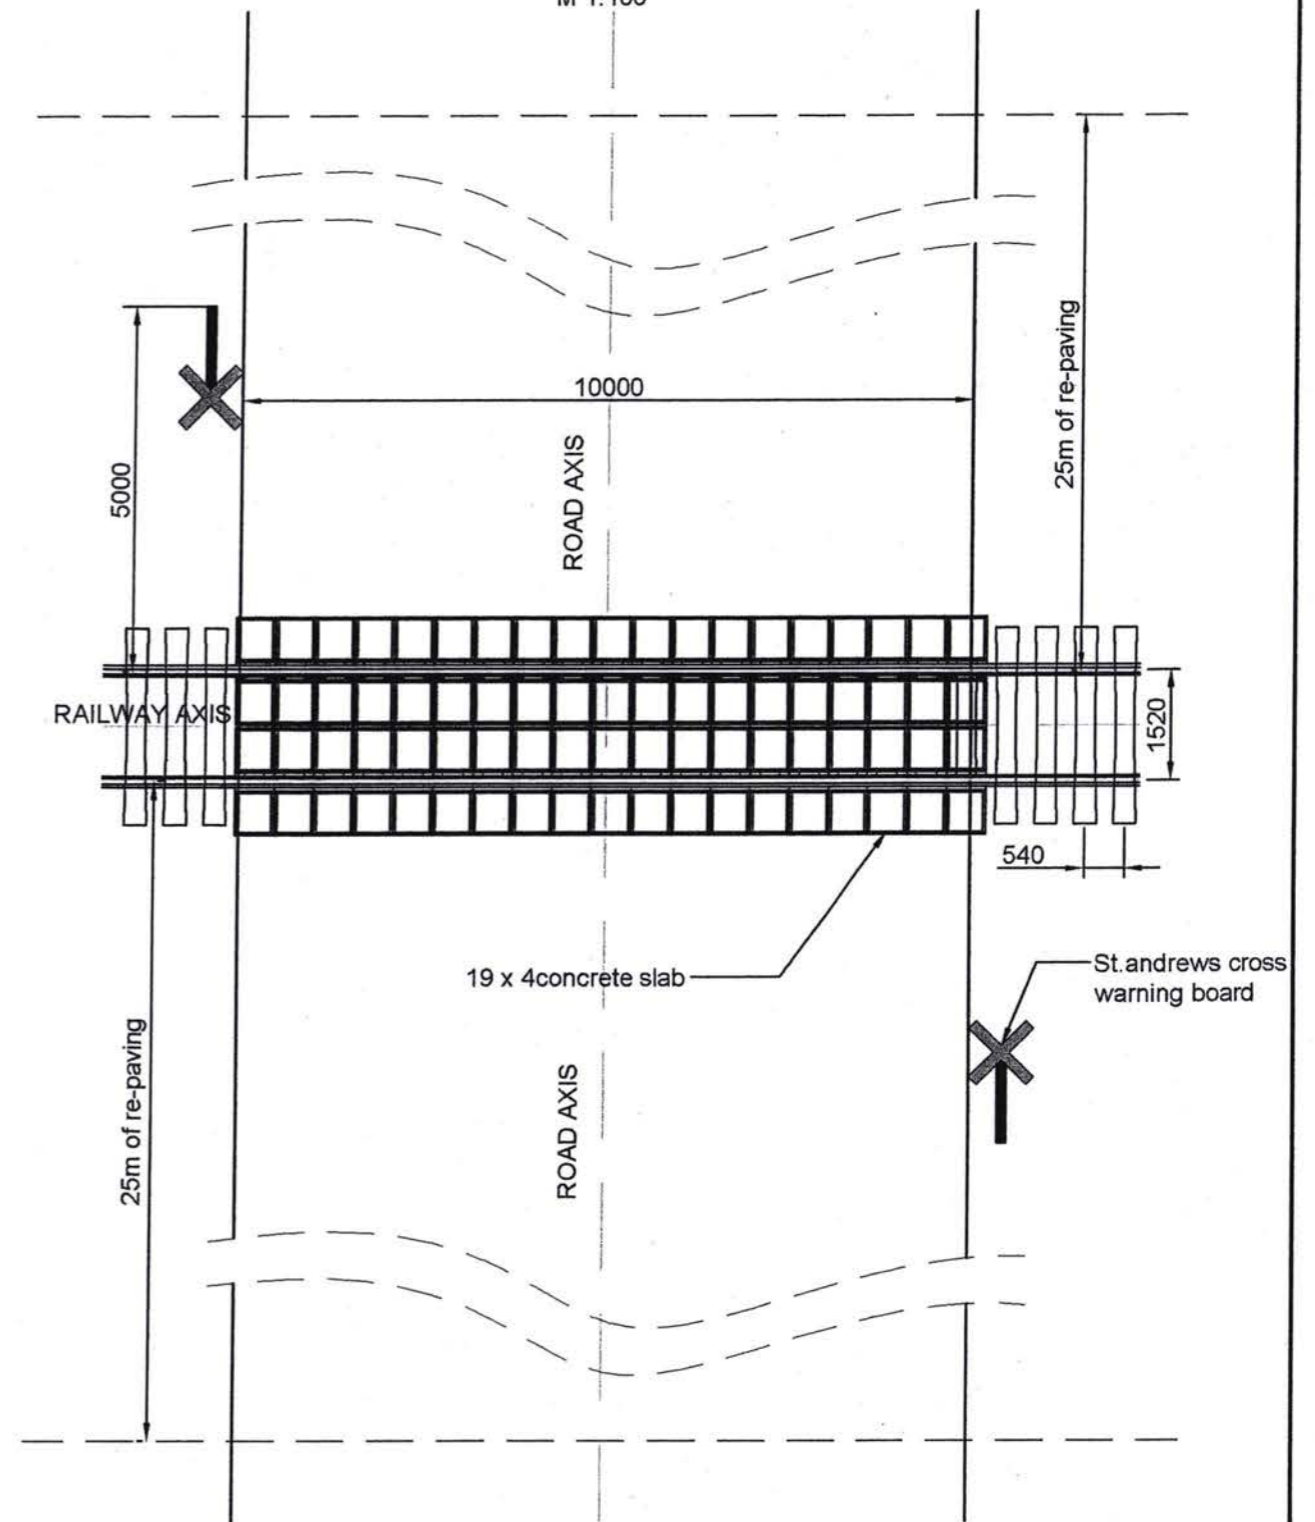 10000
25m of re-paving
5000
ROAD AXIS
RAILWAY AXIS
1520
540
19 x 4concrete slab
St.andrews cross
warning board
25m of re-paving
ROAD AXIS